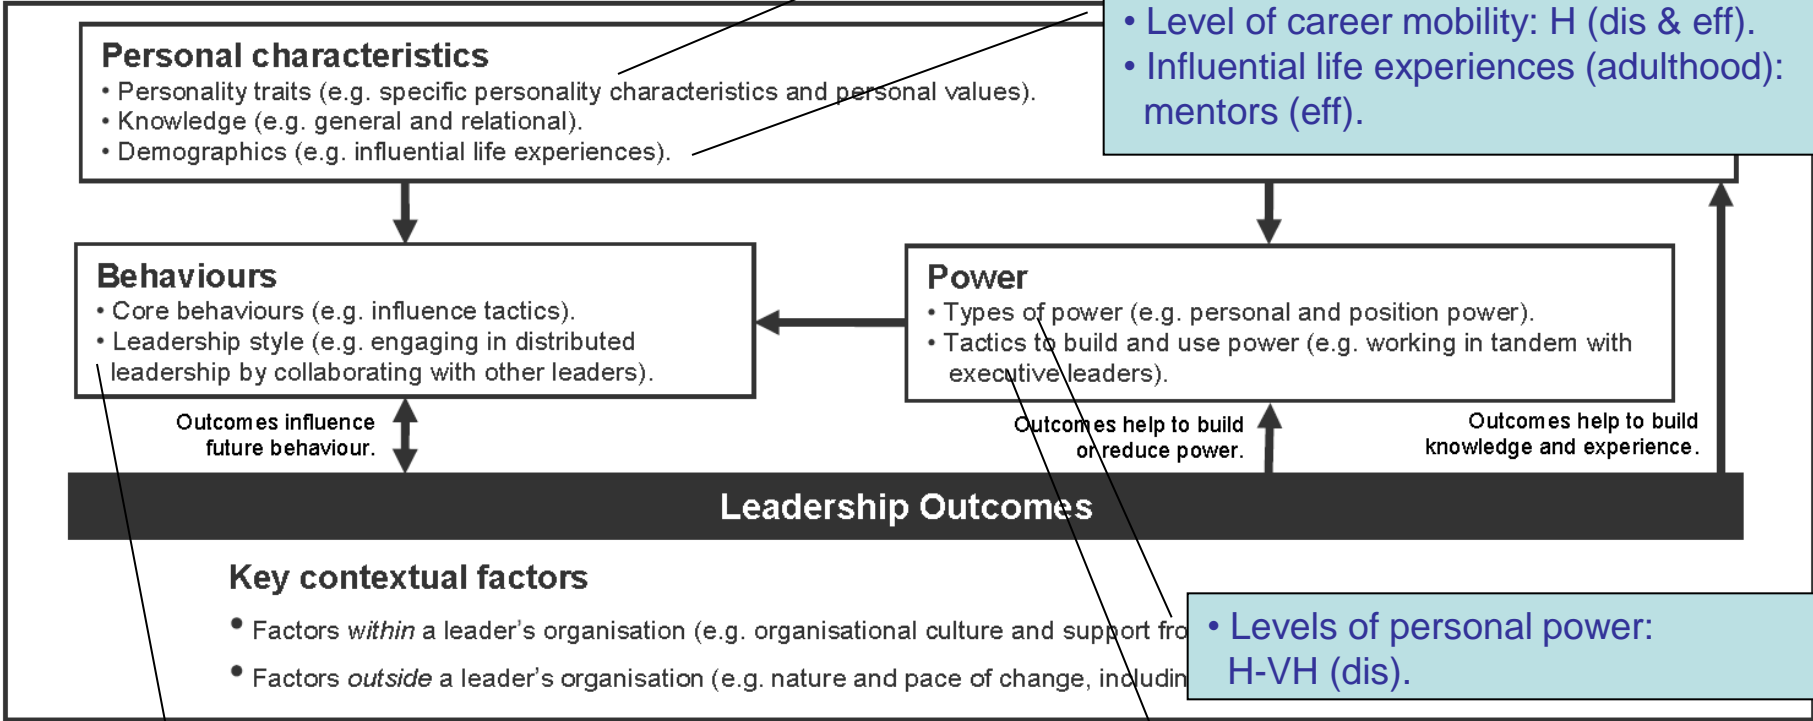 • Level of career mobility: H (dis & eff).
• Influential life experiences (adulthood):
mentors (eff).
Personal characteristics
• Personality traits (e.g. specific personality characteristics and personal values).
• Knowledge (e.g. general and relational).
• Demographics (e.g. influential life experiences).
Behaviours
• Core behaviours (e.g. influence tactics).
• Leadership style (e.g. engaging in distributed
leadership by collaborating with other leaders).
Power
• Types of power (e.g. personal and position power).
• Tactics to build and use power (e.g. working in tandem with
executive leaders).
Outcomes influence
future behaviour.
Outcomes help to build
or reduce power.
Outcomes help to build
knowledge and experience.
Leadership Outcomes
Key contextual factors
• Factors within a leader's organisation (e.g. organisational culture and support
• Factors outside a leader's organisation (e.g. nature and pace of change,
• Levels of personal power:
H-VH (dis).